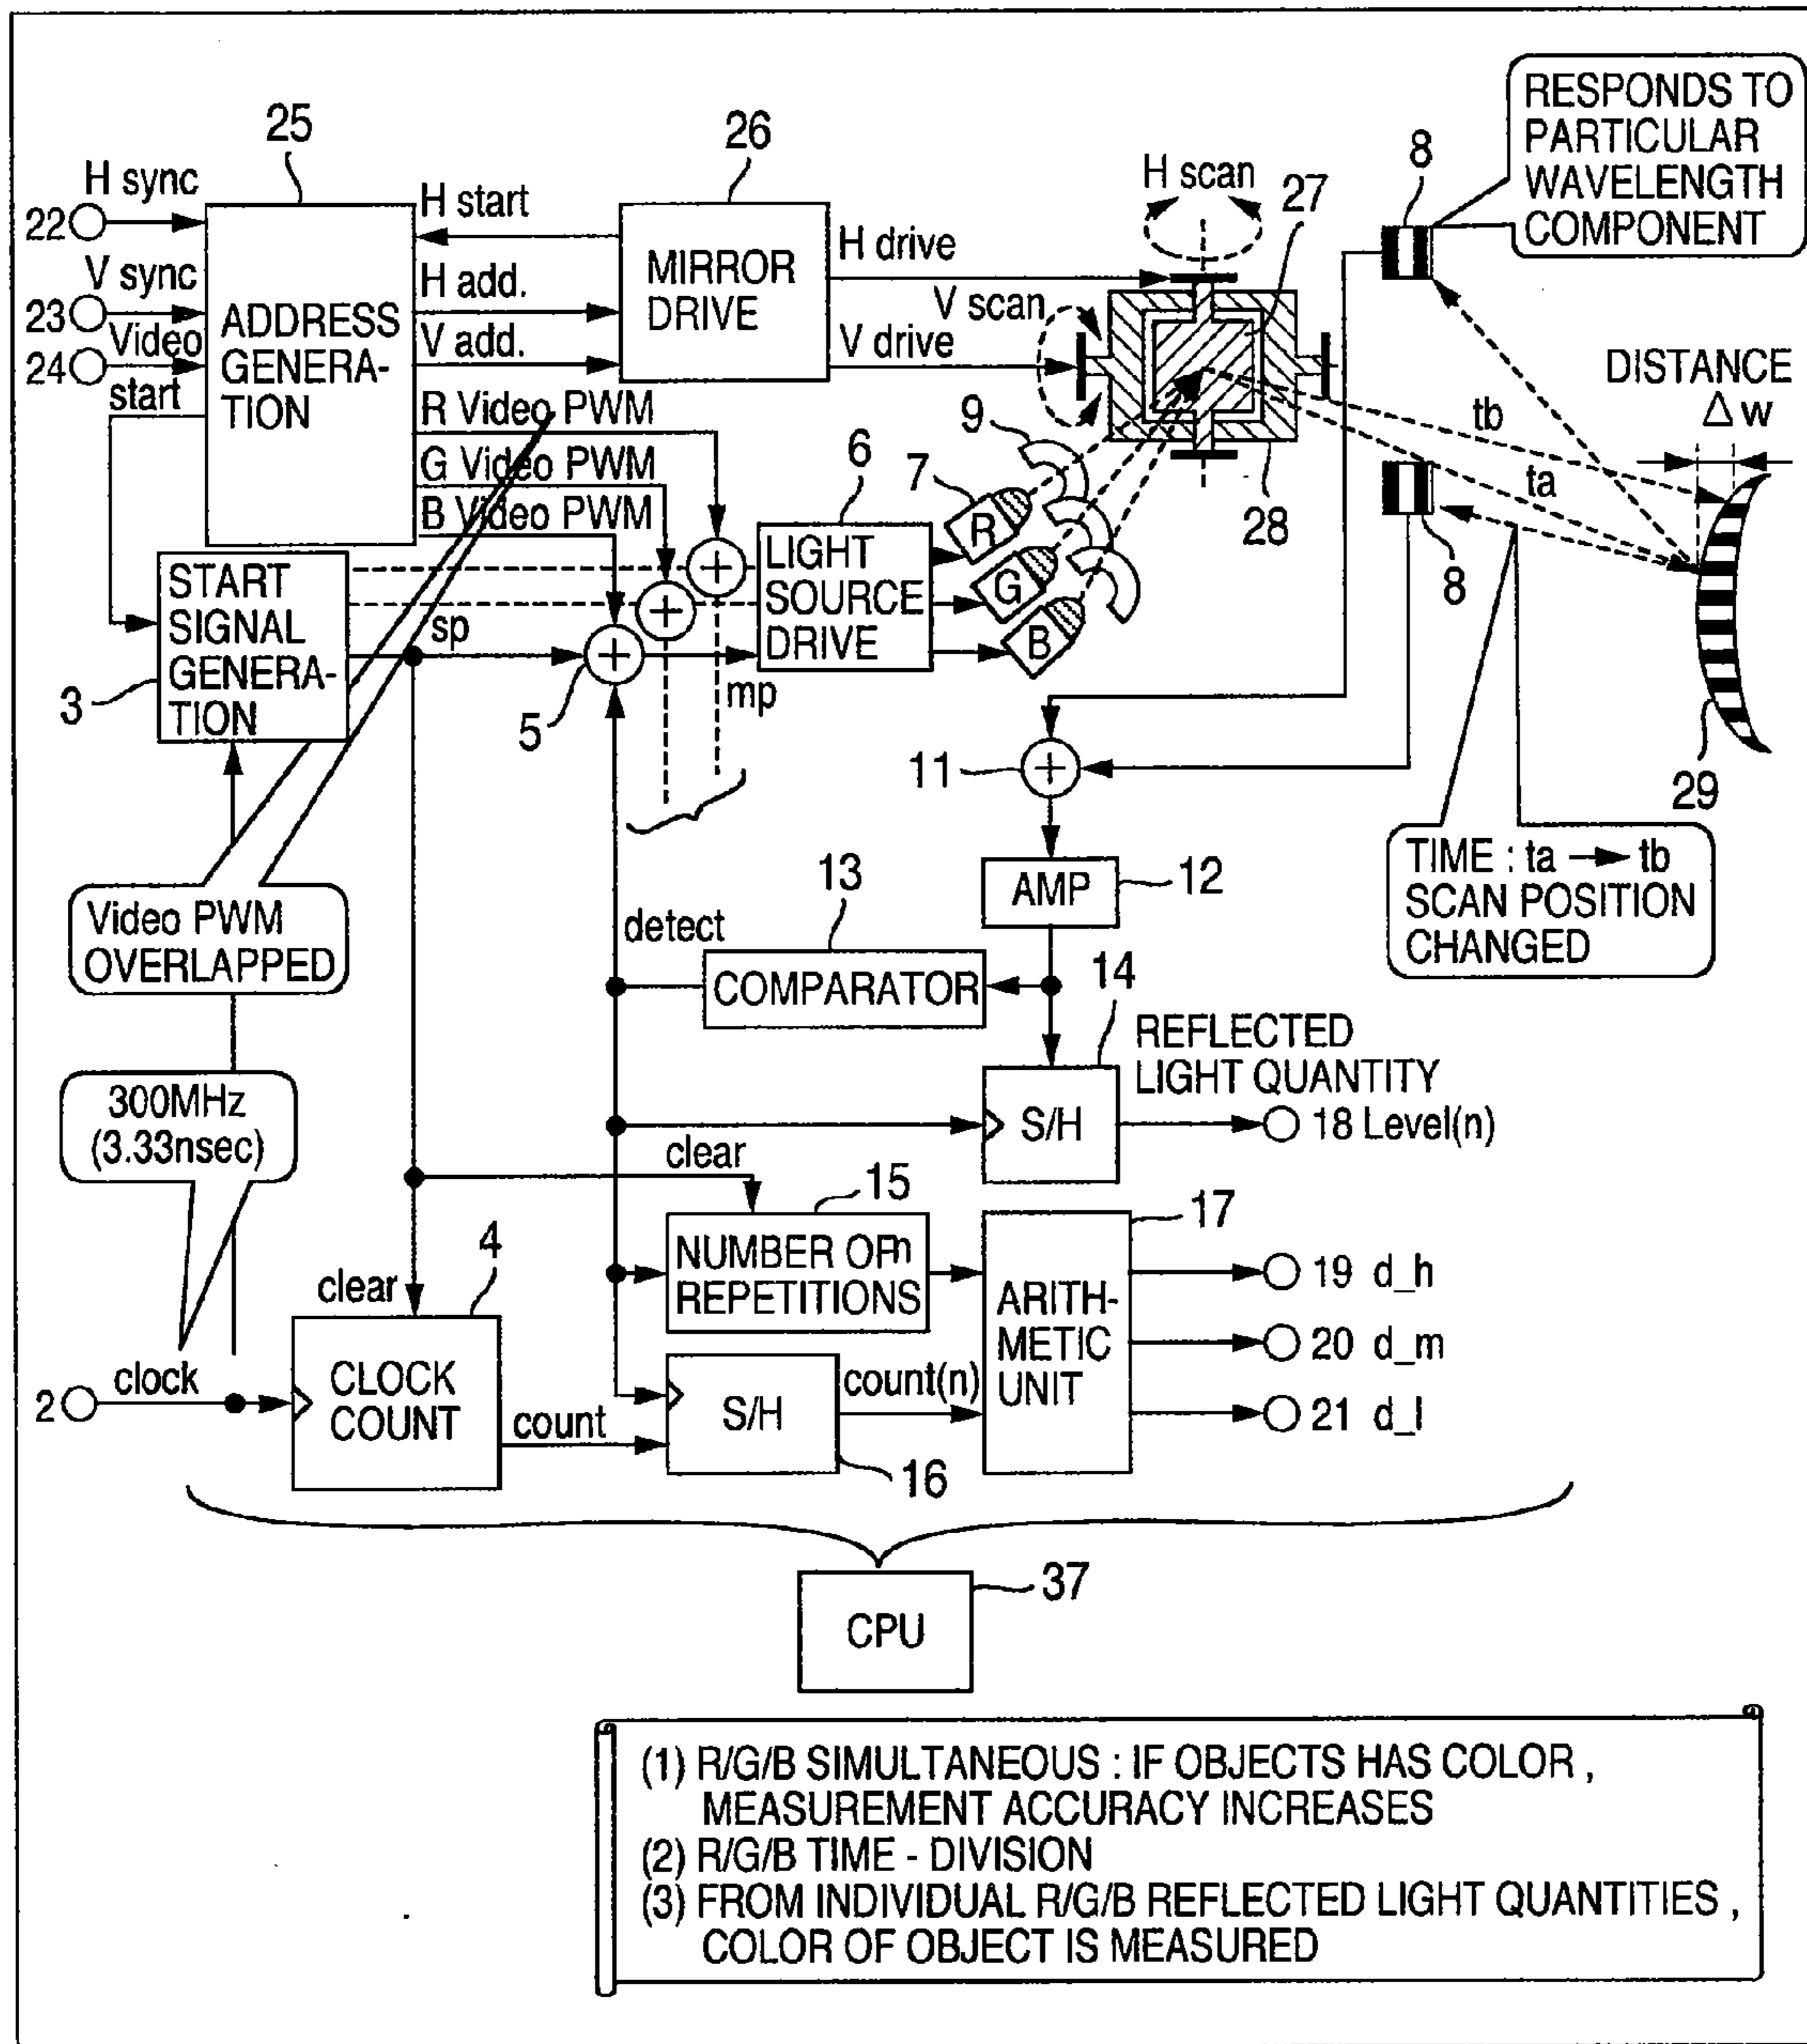 RESPONDS TO
PARTICULAR
WAVELENGTH
COMPONENT
25
26
8
H scan
27
H sync
22
H start
MIRROR
DRIVE
H drive
V sync
23
H add.
V scan
ADDRESS
GENERA-
TION
Video
24
V add.
V drive
start
DISTANCE
Δw
tb
ta
R Video PWM
G Video PWM
B Video PWM
6
7
9
28
8
R
G
B
LIGHT
SOURCE
DRIVE
START
SIGNAL
GENERA-
TION
3
sp
5
mp
11
29
TIME : ta → tb
SCAN POSITION
CHANGED
AMP
12
Video PWM
OVERLAPPED
detect
13
COMPARATOR
14
REFLECTED
LIGHT QUANTITY
S/H
18 Level(n)
300MHz
(3.33nsec)
clear
15
17
NUMBER OF n
REPETITIONS
ARITH-
METIC
UNIT
19 d_h
20 d_m
21 d_l
clear
4
2
clock
CLOCK
COUNT
count
S/H
count(n)
16
37
CPU
(1) R/G/B SIMULTANEOUS : IF OBJECTS HAS COLOR ,
MEASUREMENT ACCURACY INCREASES
(2) R/G/B TIME - DIVISION
(3) FROM INDIVIDUAL R/G/B REFLECTED LIGHT QUANTITIES ,
COLOR OF OBJECT IS MEASURED